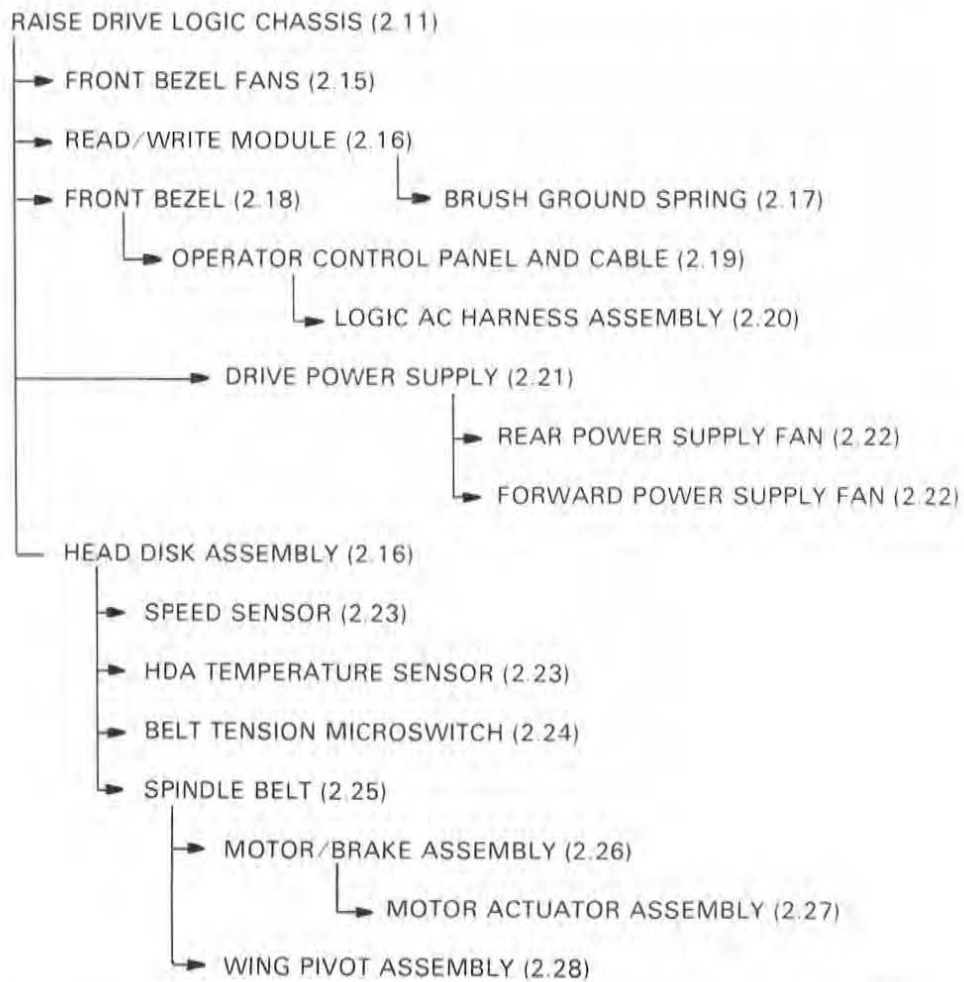 RAISE DRIVE LOGIC CHASSIS (2.11)
FRONT BEZEL FANS (2.15)
READ/WRITE MODULE (2.16)
FRONT BEZEL (2.18)
BRUSH GROUND SPRING (2.17)
OPERATOR CONTROL PANEL AND CABLE (2.19)
LOGIC AC HARNESS ASSEMBLY (2.20)
DRIVE POWER SUPPLY (2.21)
REAR POWER SUPPLY FAN (2.22)
FORWARD POWER SUPPLY FAN (2.22)
HEAD DISK ASSEMBLY (2.16)
SPEED SENSOR (2.23)
HDA TEMPERATURE SENSOR (2.23)
BELT TENSION MICROSWITCH (2.24)
SPINDLE BELT (2.25)
MOTOR/BRAKE ASSEMBLY (2.26)
MOTOR ACTUATOR ASSEMBLY (2.27)
WING PIVOT ASSEMBLY (2.28)